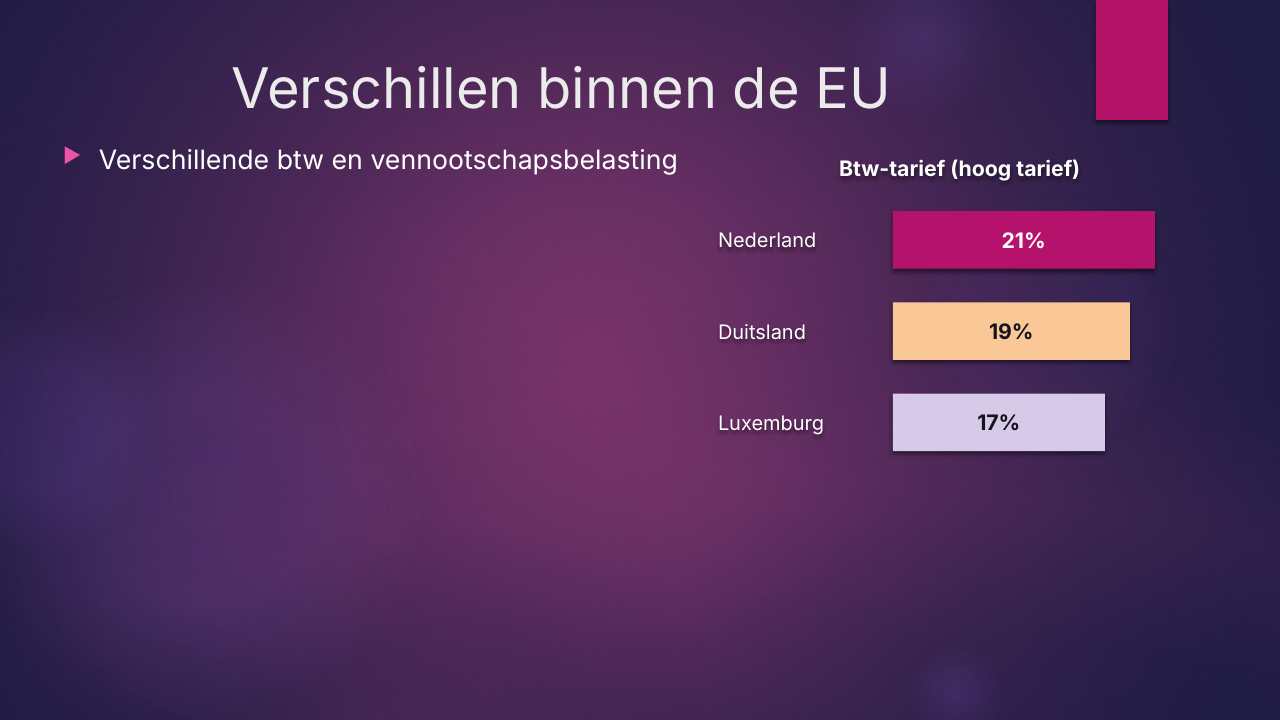 Verschillen binnen de EU
Verschillende btw en vennootschapsbelasting
Btw-tarief (hoog tarief)
Nederland 21%
Duitsland 19%
Luxemburg 17%